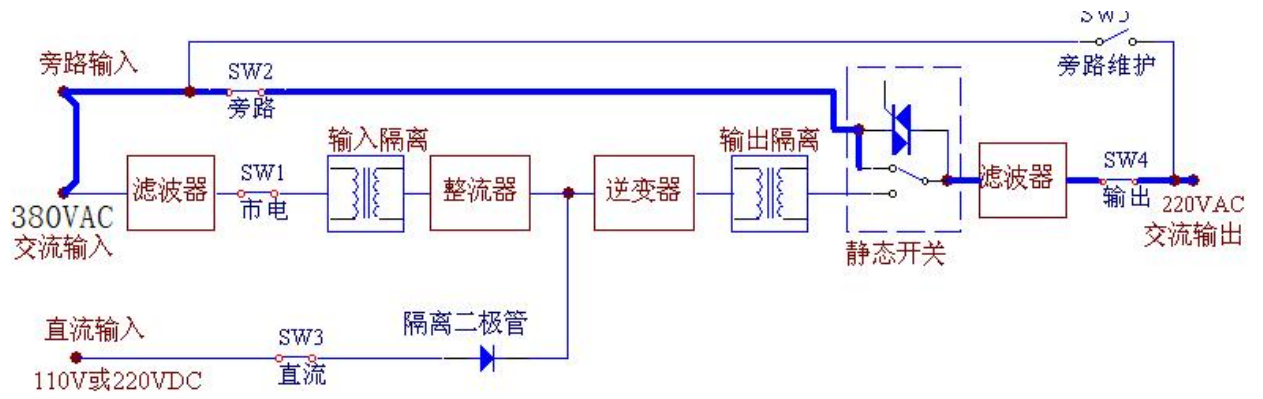 SW5
旁路输入
SW2
旁路
旁路维护
输入隔离
输出隔离
滤波器
SW1
市电
整流器
逆变器
滤波器
SW4
输出
380VAC
交流输入
220VAC
交流输出
静态开关
直流输入
SW3
直流
隔离二极管
110V或220VDC